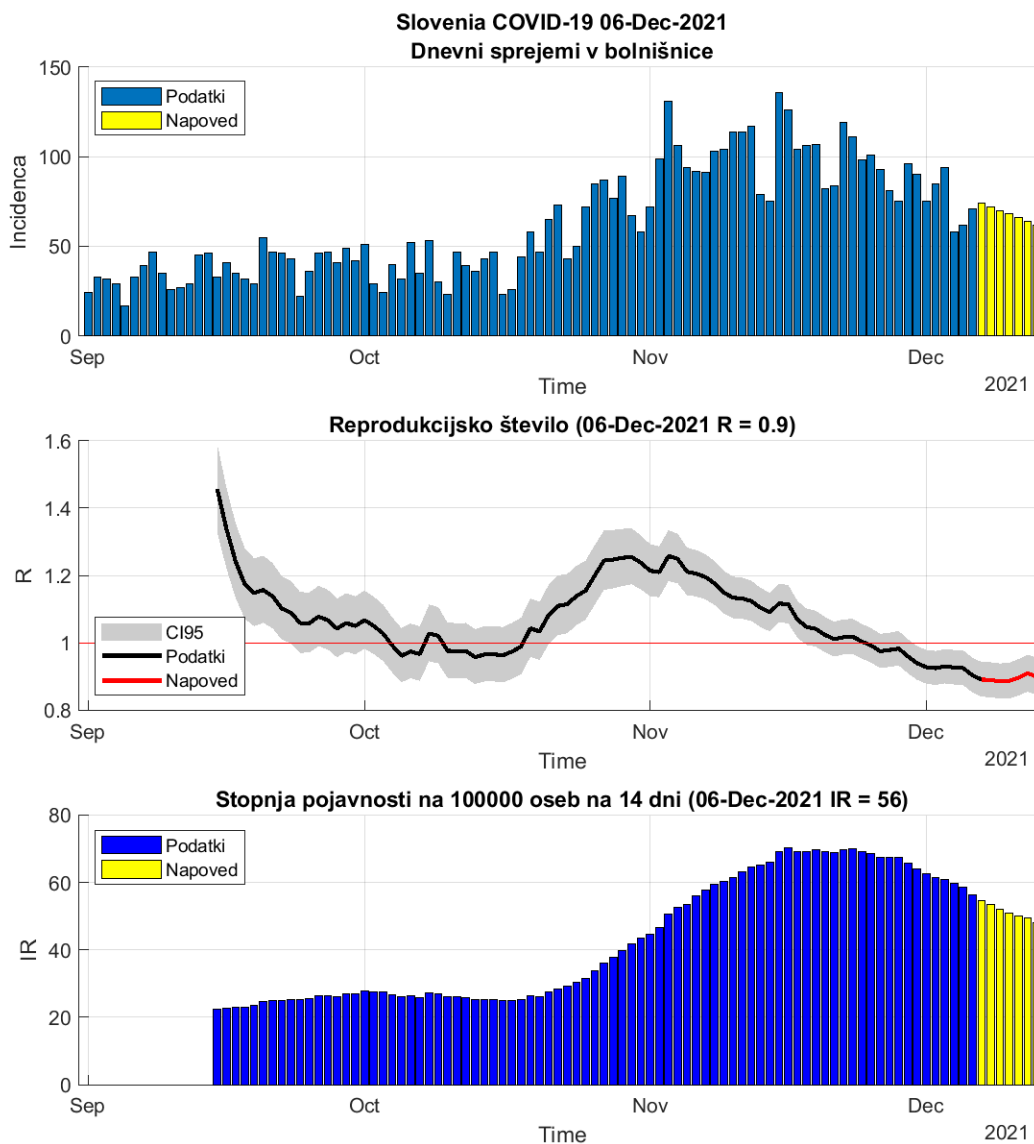 Slovenia COVID-19 06-Dec-2021
Dnevni sprejemi v bolnišnice
150
100
50
0
Incidenca
Podatki
Napoved
Sep
Oct
Nov
Dec
Time
2021
Reprodukcijsko število (06-Dec-2021 R = 0.9)
1.6
1.4
1.2
1
0.8
R
CI95
Podatki
Napoved
Sep
Oct
Nov
Dec
Time
2021
Stopnja pojavnosti na 100000 oseb na 14 dni (06-Dec-2021 IR = 56)
80
60
40
20
0
IR
Podatki
Napoved
Sep
Oct
Nov
Dec
Time
2021